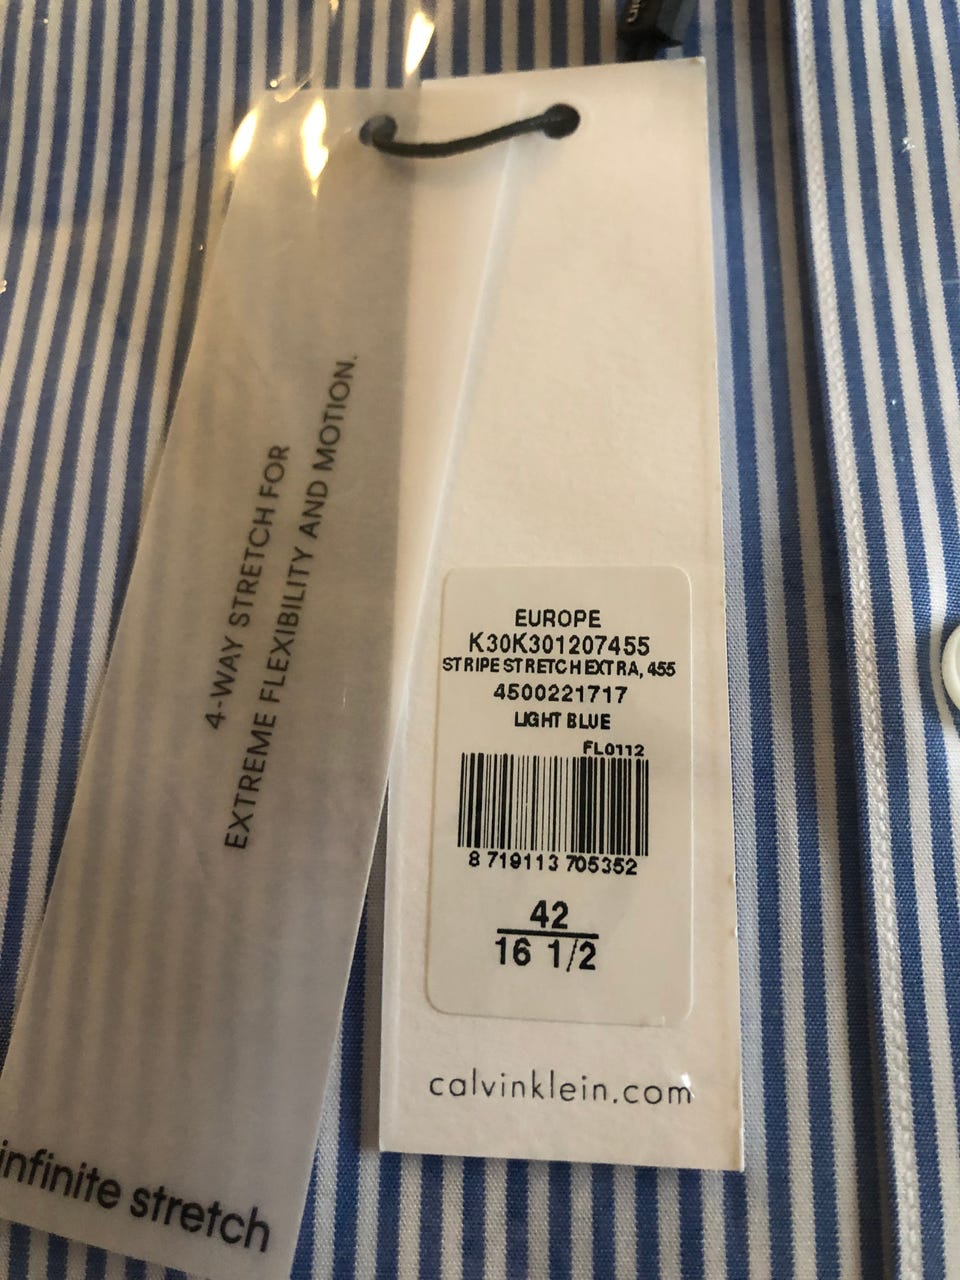 4-WAY STRETCH FOR
EXTREME FLEXIBILITY AND MOTION.
infinite stretch
EUROPE
K30K301207455
STRIPE STRETCH EXTRA, 455
4500221717
LIGHT BLUE
FL0112
8 719113 705352
42
16 1/2
calvinklein.com